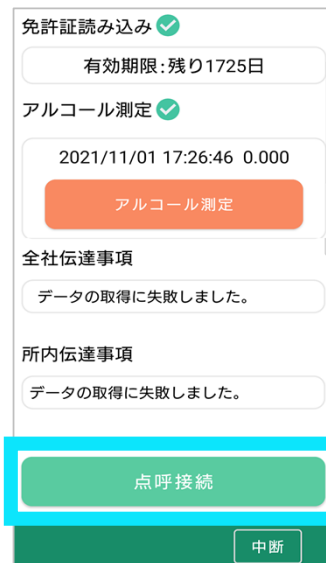 免許証読み込み
有効期限:残り1725日
アルコール測定
2021/11/01 17:26:46 0.000
アルコール測定
全社伝達事項
データの取得に失敗しました。
所内伝達事項
データの取得に失敗しました。
点呼接続
中断